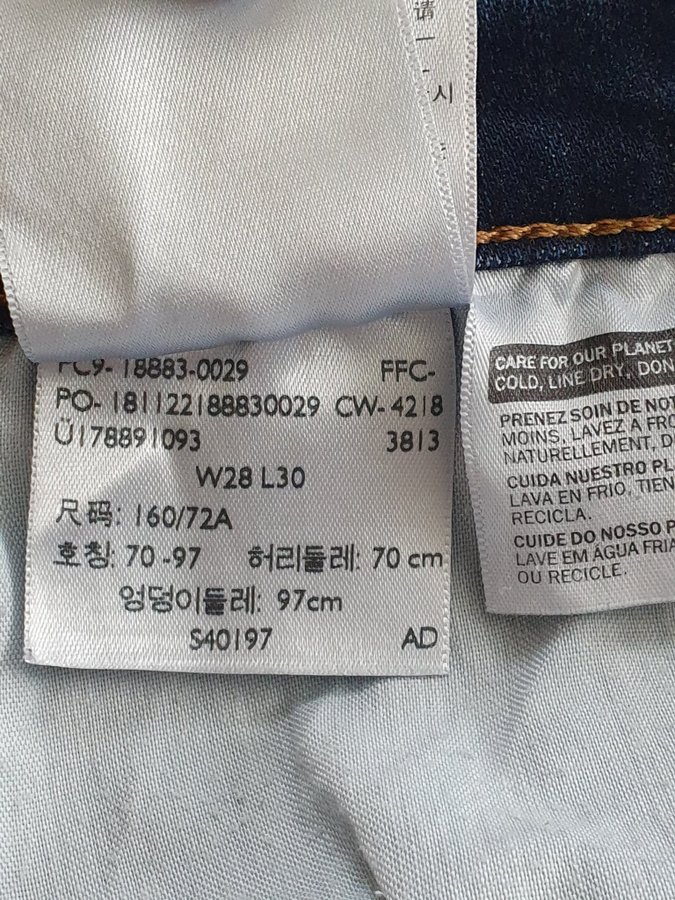 请
시
PC9- 18883-0029 FFC-
PO- 181122188830029 CW- 4218
Ü178891093 3813
W28 L30
尺码: 160/72A
호칭: 70 -97 허리둘레: 70 cm
엉덩이둘레: 97cm
S40197 AD
CARE FOR OUR PLANET
COLD, LINE DRY, DON
PRENEZ SOIN DE NOT
MOINS, LAVEZ A FRO
NATURELLEMENT, D
CUIDA NUESTRO PL
LAVA EN FRIO, TIEN
RECICLA.
CUIDE DO NOSSO P
LAVE EM ÁGUA FRIA
OU RECICLE.